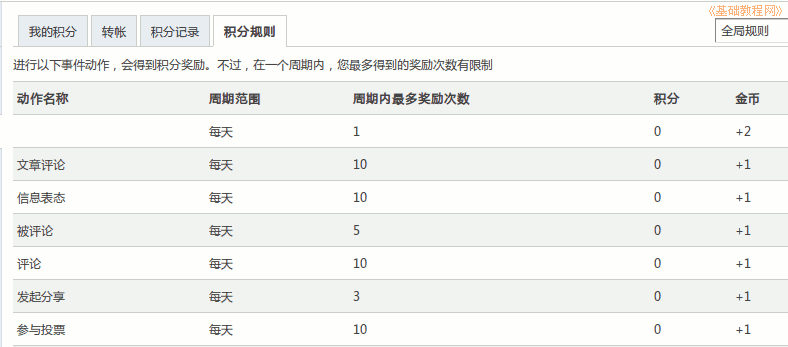 《基础教程网》
我的积分 转帐 积分记录 积分规则 全局规则
进行以下事件动作，会得到积分奖励。不过，在一个周期内，您最多得到的奖励次数有限制
动作名称 周期范围 周期内最多奖励次数 积分 金币
每天 1 0 +2
文章评论 每天 10 0 +1
信息表态 每天 10 0 +1
被评论 每天 5 0 +1
评论 每天 10 0 +1
发起分享 每天 3 0 +1
参与投票 每天 10 0 +1